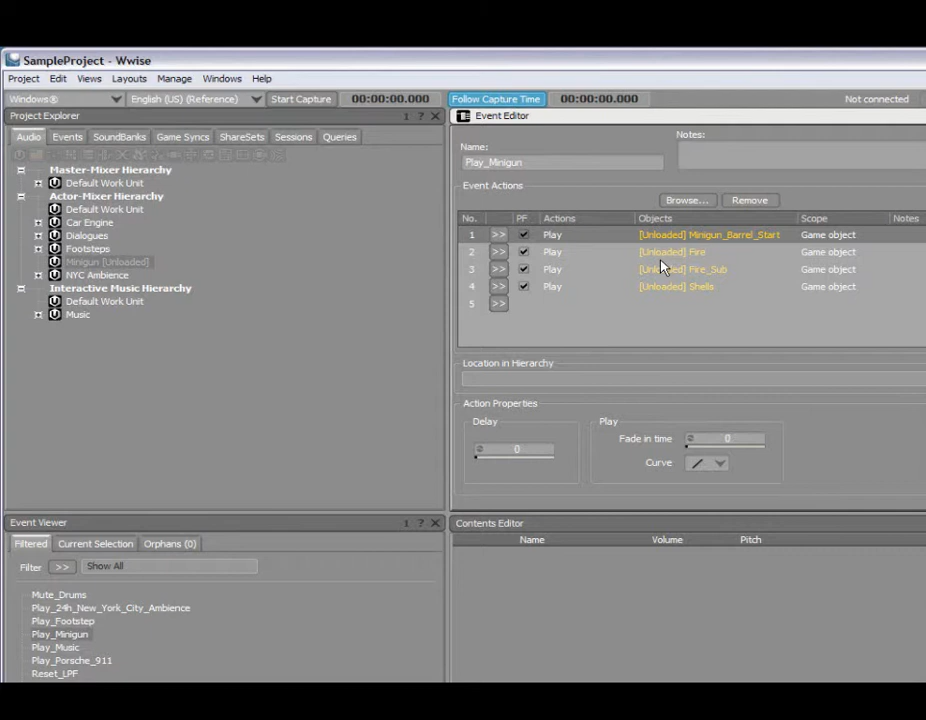 SampleProject - Wwise
Project Edit Views Layouts Manage Windows Help
Windows® English (US) (Reference) Start Capture 00:00:00.000 Follow Capture Time 00:00:00.000 Not connected
Project Explorer
Audio Events SoundBanks Game Syncs ShareSets Sessions Queries
Master-Mixer Hierarchy
Default Work Unit
Actor-Mixer Hierarchy
Default Work Unit
Car Engine
Dialogues
Footsteps
Minigun [Unloaded]
NYC Ambience
Interactive Music Hierarchy
Default Work Unit
Music
Event Editor
Name:
Play_Minigun
Notes:
Event Actions
Browse... Remove
No. PF Actions Objects Scope Notes
1 >> Play [Unloaded] Minigun_Barrel_Start Game object
2 >> Play [Unloaded] Fire Game object
3 >> Play [Unloaded] Fire_Sub Game object
4 >> Play [Unloaded] Shells Game object
5 >>
Location in Hierarchy
Action Properties
Delay
0
Play
Fade in time 0
Curve
Event Viewer
Filtered Current Selection Orphans (0)
Filter >> Show All
Mute_Drums
Play_24h_New_York_City_Ambience
Play_Footstep
Play_Minigun
Play_Music
Play_Porsche_911
Reset_LPF
Contents Editor
Name Volume Pitch